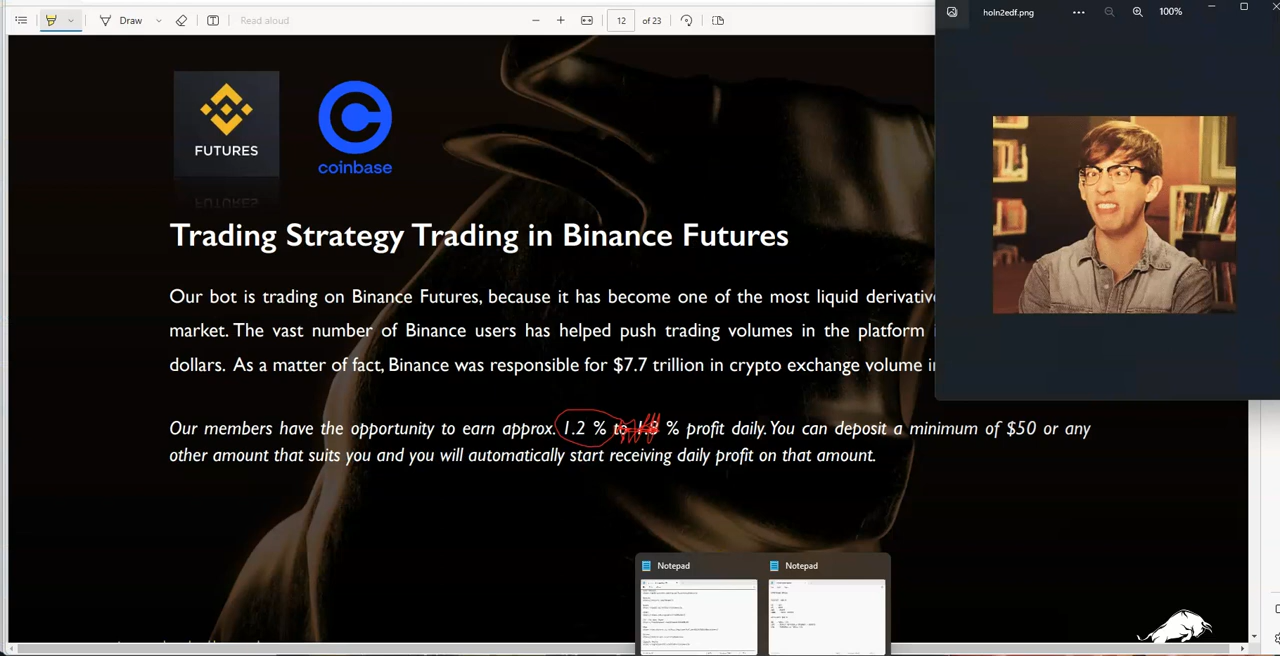 Draw
Read aloud
12 of 23
holn2edf.png
100%
FUTURES
coinbase
Trading Strategy Trading in Binance Futures
Our bot is trading on Binance Futures, because it has become one of the most liquid
market. The vast number of Binance users has helped push trading volumes in the platform
dollars. As a matter of fact, Binance was responsible for $7.7 trillion in crypto exchange volume
Our members have the opportunity to earn approx. 1.2 % to % profit daily. You can deposit a minimum of $50 or any
other amount that suits you and you will automatically start receiving daily profit on that amount.
Notepad
Notepad